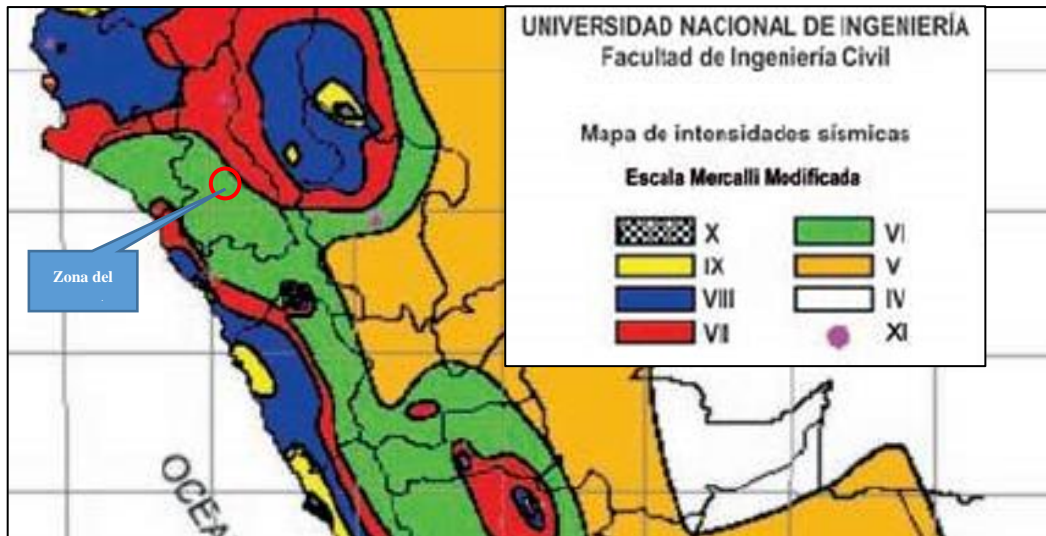 UNIVERSIDAD NACIONAL DE INGENIERÍA
Facultad de Ingeniería Civil
Mapa de intensidades sísmicas
Escala Mercalli Modificada
X VI
IX V
VIII IV
VII XI
Zona del
OCEA